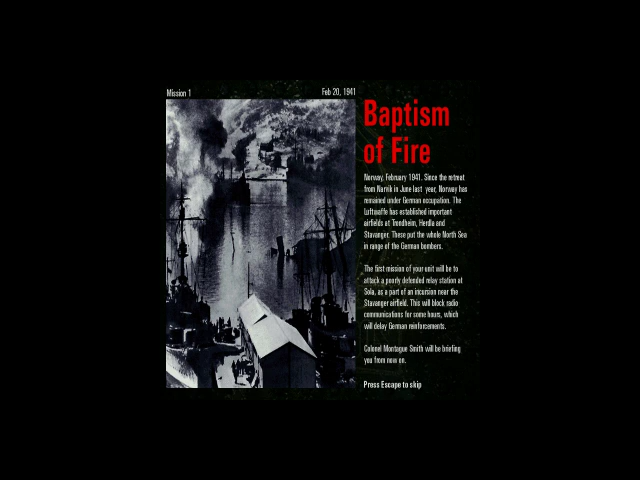 Mission 1
Feb 20, 1941
Baptism
of Fire
Norway, February 1941. Since the retreat
from Narvik in June last year, Norway has
remained under German occupation. The
Luftwaffe has established important
airfields at Trondheim, Herdla and
Stavanger. These put the whole North Sea
in range of the German bombers.
The first mission of your unit will be to
attack a poorly defended relay station at
Sola, as a part of an incursion near the
Stavanger airfield. This will block radio
communications for some hours, which
will delay German reinforcements.
Colonel Montague Smith will be briefing
you from now on.
Press Escape to skip